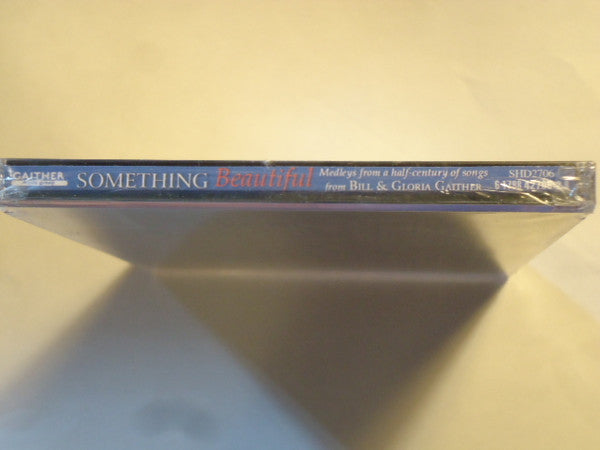 GAITHER
SOMETHING Beautiful
Medleys from a half-century of songs
from BILL & GLORIA GAITHER
SHD2706